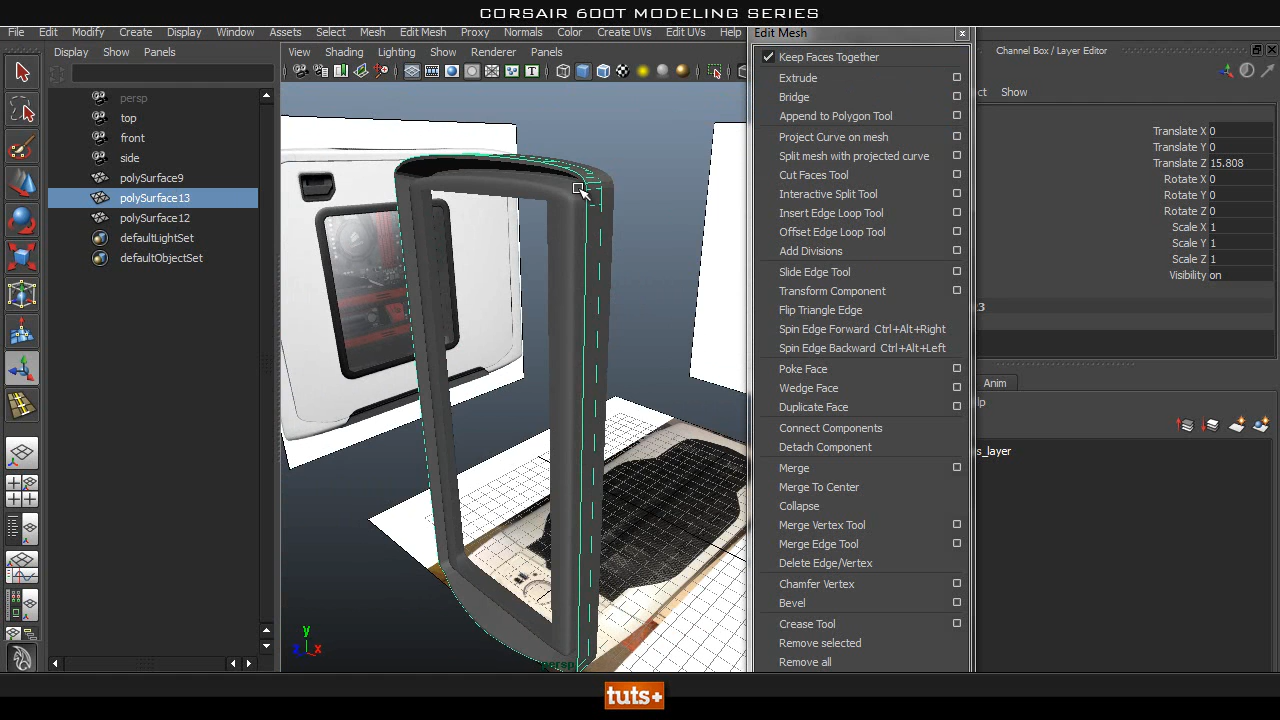 CORSAIR 600T MODELING SERIES
File Edit Modify Create Display Window Assets Select Mesh Edit Mesh Proxy Normals Color Create UVs Edit UVs Help
Edit Mesh
Channel Box / Layer Editor
Display Show Panels
View Shading Lighting Show Renderer Panels
ct Show
persp
top
front
side
polySurface9
polySurface13
polySurface12
defaultLightSet
defaultObjectSet
Keep Faces Together
Extrude
Bridge
Append to Polygon Tool
Project Curve on mesh
Split mesh with projected curve
Cut Faces Tool
Interactive Split Tool
Insert Edge Loop Tool
Offset Edge Loop Tool
Add Divisions
Slide Edge Tool
Transform Component
Flip Triangle Edge
Spin Edge Forward Ctrl+Alt+Right
Spin Edge Backward Ctrl+Alt+Left
Poke Face
Wedge Face
Duplicate Face
Connect Components
Detach Component
Merge
Merge To Center
Collapse
Merge Vertex Tool
Merge Edge Tool
Delete Edge/Vertex
Chamfer Vertex
Bevel
Crease Tool
Remove selected
Remove all
Translate X 0
Translate Y 0
Translate Z 15.808
Rotate X 0
Rotate Y 0
Rotate Z 0
Scale X 1
Scale Y 1
Scale Z 1
Visibility on
.3
Anim
lp
s_layer
y
z x
persp
tuts+